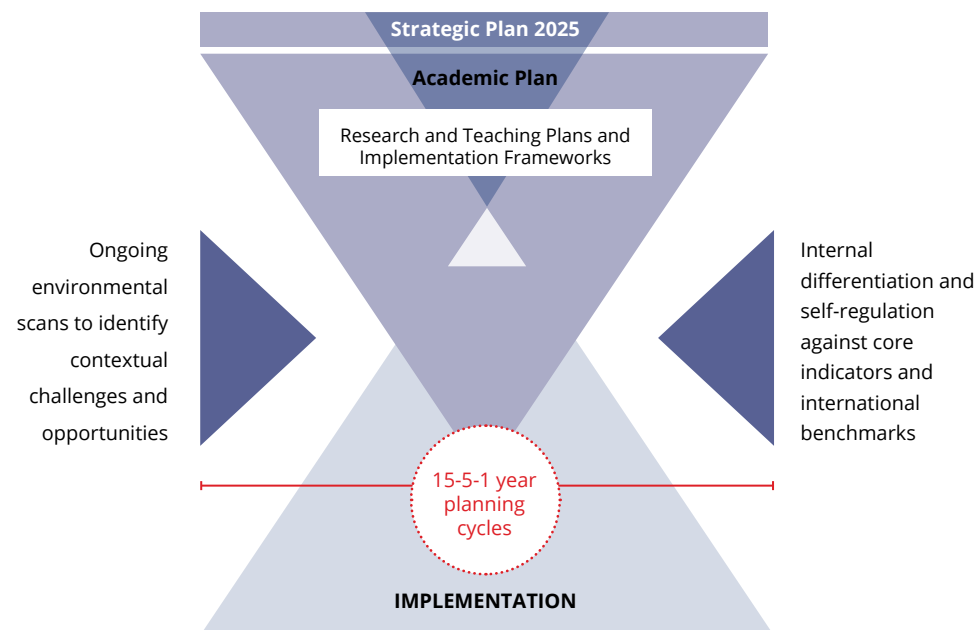 Strategic Plan 2025
Academic Plan
Research and Teaching Plans and
Implementation Frameworks
Ongoing
environmental
scans to identify
contextual
challenges and
opportunities
Internal
differentiation and
self-regulation
against core
indicators and
international
benchmarks
15-5-1 year
planning
cycles
IMPLEMENTATION